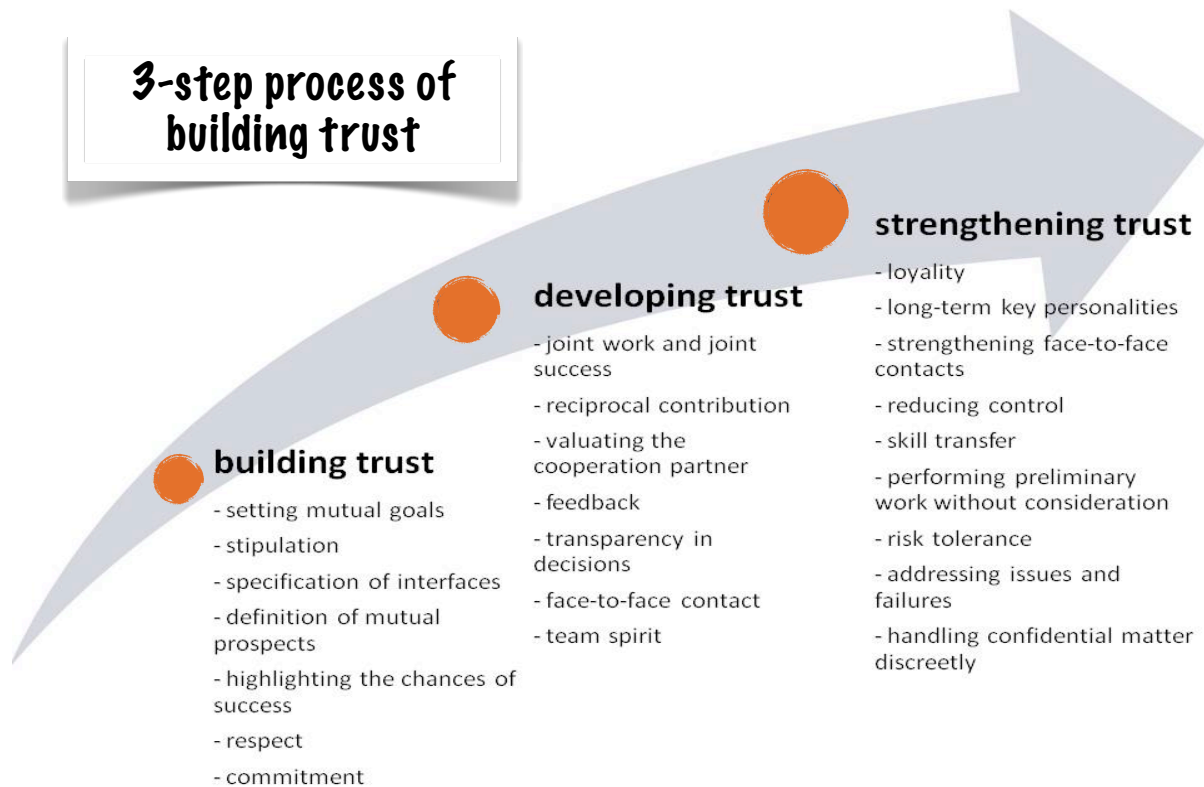 3-step process of
building trust
building trust
- setting mutual goals
- stipulation
- specification of interfaces
- definition of mutual
prospects
- highlighting the chances of
success
- respect
- commitment
developing trust
- joint work and joint
success
- reciprocal contribution
- valuating the
cooperation partner
- feedback
- transparency in
decisions
- face-to-face contact
- team spirit
strengthening trust
- loyality
- long-term key personalities
- strengthening face-to-face
contacts
- reducing control
- skill transfer
- performing preliminary
work without consideration
- risk tolerance
- addressing issues and
failures
- handling confidential matter
discreetly